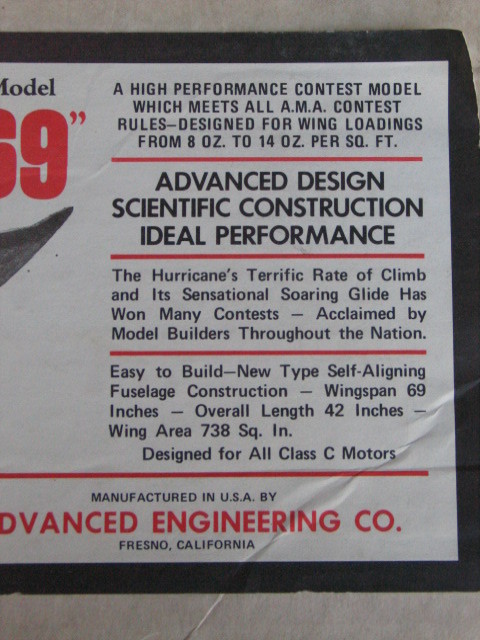 Model
69"
A HIGH PERFORMANCE CONTEST MODEL
WHICH MEETS ALL A.M.A. CONTEST
RULES—DESIGNED FOR WING LOADINGS
FROM 8 OZ. TO 14 OZ. PER SQ. FT.
ADVANCED DESIGN
SCIENTIFIC CONSTRUCTION
IDEAL PERFORMANCE
The Hurricane's Terrific Rate of Climb
and Its Sensational Soaring Glide Has
Won Many Contests — Acclaimed by
Model Builders Throughout the Nation.
Easy to Build—New Type Self-Aligning
Fuselage Construction — Wingspan 69
Inches — Overall Length 42 Inches —
Wing Area 738 Sq. In.
Designed for All Class C Motors
MANUFACTURED IN U.S.A. BY
DVANCED ENGINEERING CO.
FRESNO, CALIFORNIA